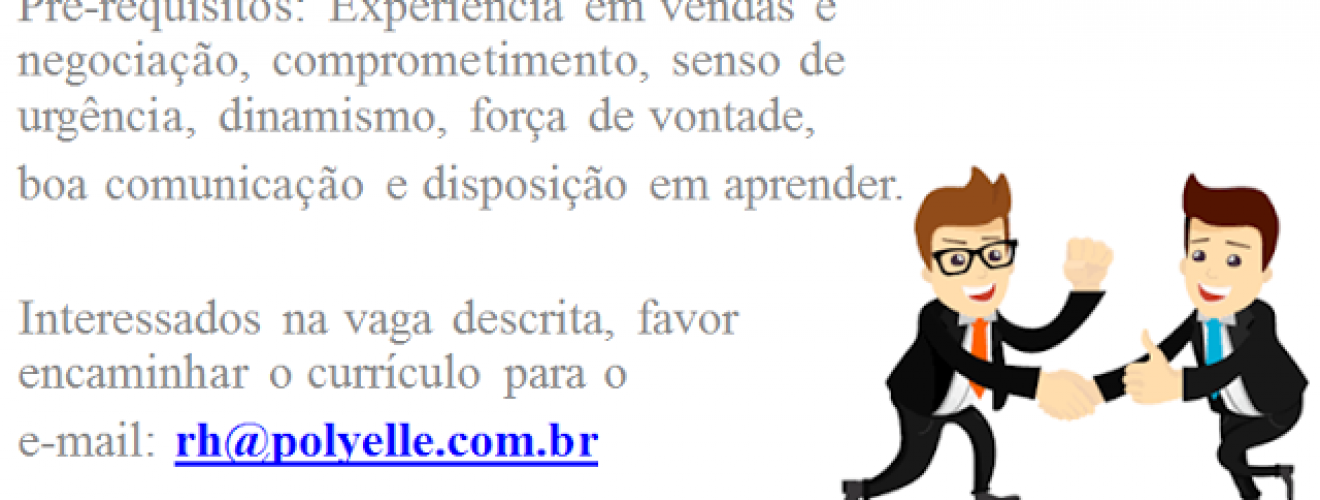 Pré-requisitos: Experiência em vendas e
negociação, comprometimento, senso de
urgência, dinamismo, força de vontade,
boa comunicação e disposição em aprender.
Interessados na vaga descrita, favor
encaminhar o currículo para o
e-mail: rh@polyelle.com.br